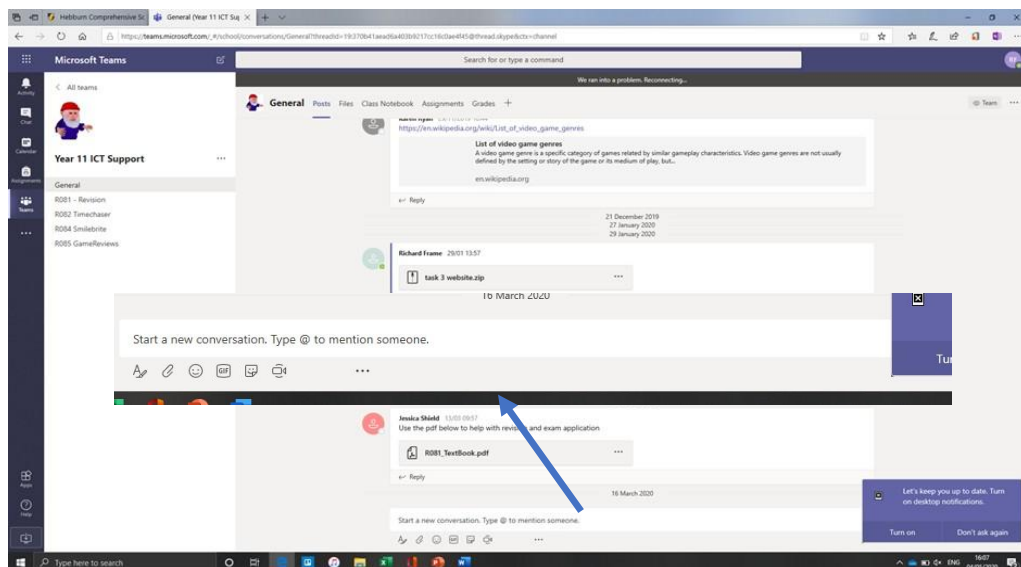 Hebburn Comprehensive Sc
General (Year 11 ICT Sup
Microsoft Teams
Search for or type a command
We ran into a problem. Reconnecting...
Activity
Chat
Calendar
Assignments
Teams
Apps
Help
< All teams
Year 11 ICT Support
General
R081 - Revision
R082 Timechaser
R084 Smilebrite
R085 GameReviews
General Posts Files Class Notebook Assignments Grades +
Team
https://en.wikipedia.org/wiki/List_of_video_game_genres
List of video game genres
A video game genre is a specific category of games related by similar gameplay characteristics. Video game genres are not usually
defined by the setting or story of the game or its medium of play, but...
en.wikipedia.org
Reply
21 December 2019
27 January 2020
29 January 2020
Richard Frame 29/01 13:57
task 3 website.zip
16 March 2020
Start a new conversation. Type @ to mention someone.
GIF
Tur
Jessica Shield 13/03 09:57
Use the pdf below to help with revision and exam application
R081_TextBook.pdf
Reply
16 March 2020
Start a new conversation. Type @ to mention someone.
Let's keep you up to date. Turn
on desktop notifications.
Turn on Don't ask again
Type here to search
ENG
16:07